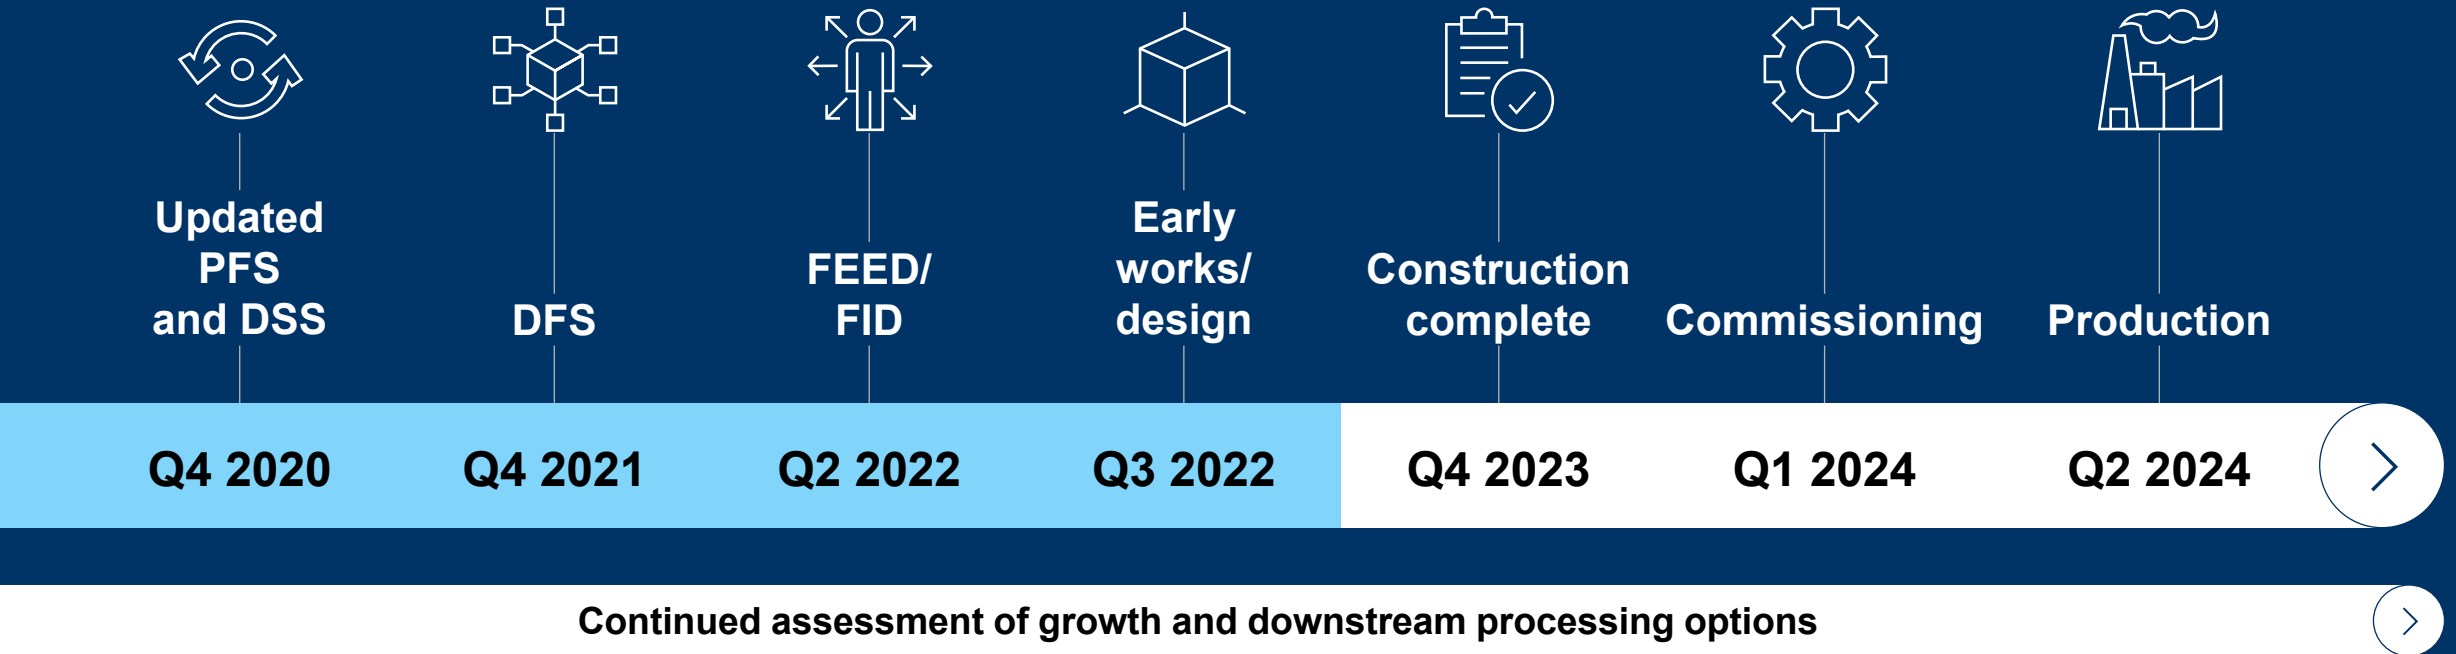 Updated
PFS
and DSS
DFS
FEED/
FID
Early
works/
design
Construction
complete
Commissioning
Production
Q4 2020
Q4 2021
Q2 2022
Q3 2022
Q4 2023
Q1 2024
Q2 2024
Continued assessment of growth and downstream processing options